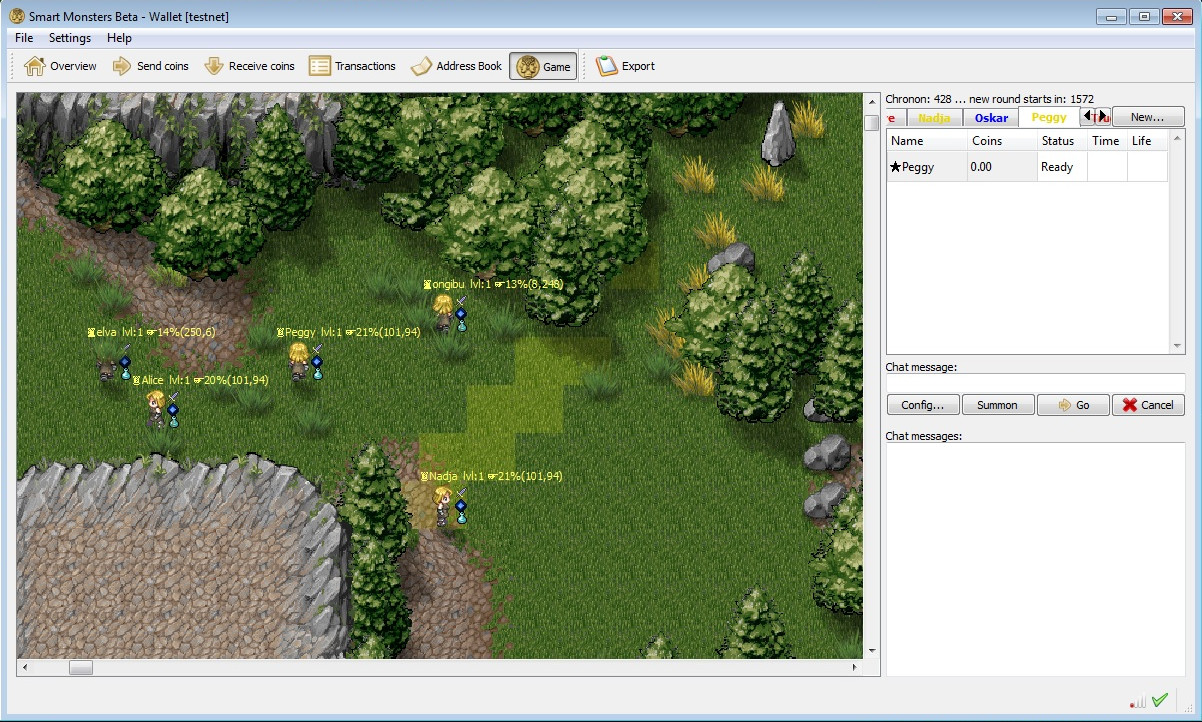 Smart Monsters Beta - Wallet [testnet]
File Settings Help
Overview Send coins Receive coins Transactions Address Book Game Export
Chronon: 428 ... new round starts in: 1572
Nadja Oskar Peggy New...
Name Coins Status Time Life
★Peggy 0.00 Ready
ongibu lvl:1 ☛13%(8,248)
elva lvl:1 ☛14%(250,6)
Peggy lvl:1 ☛21%(101,94)
Alice lvl:1 ☛20%(101,94)
Nadja lvl:1 ☛21%(101,94)
Chat message:
Config... Summon Go Cancel
Chat messages: